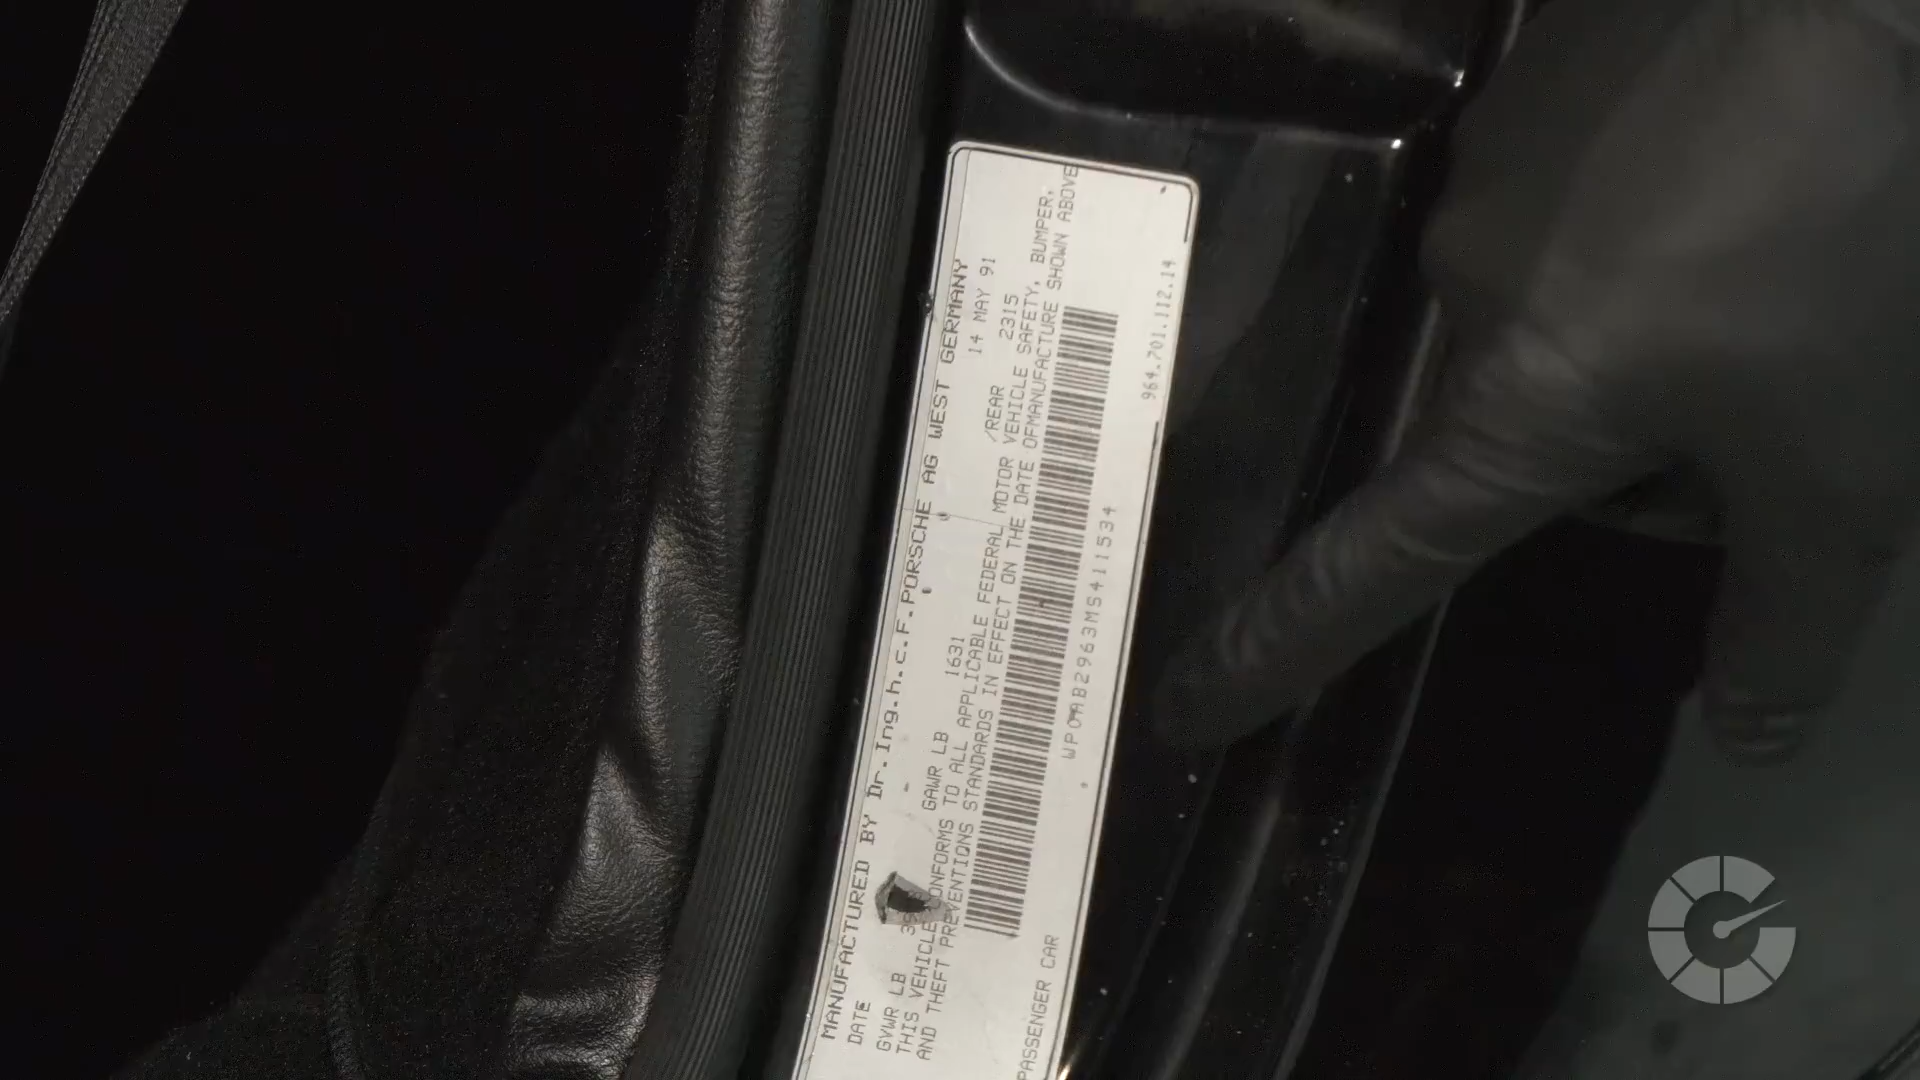 MANUFACTURED BY Dr.Ing.h.c.F.PORSCHE AG WEST GERMANY
DATE 14 MAY 91
GVWR LB GAWR LB 1631 /REAR 2315
THIS VEHICLE CONFORMS TO ALL APPLICABLE FEDERAL MOTOR VEHICLE SAFETY, BUMPER,
AND THEFT PREVENTIONS STANDARDS IN EFFECT ON THE DATE OFMANUFACTURE SHOWN ABOVE
WP0AB2963MS411534
PASSENGER CAR
964.701.112.14